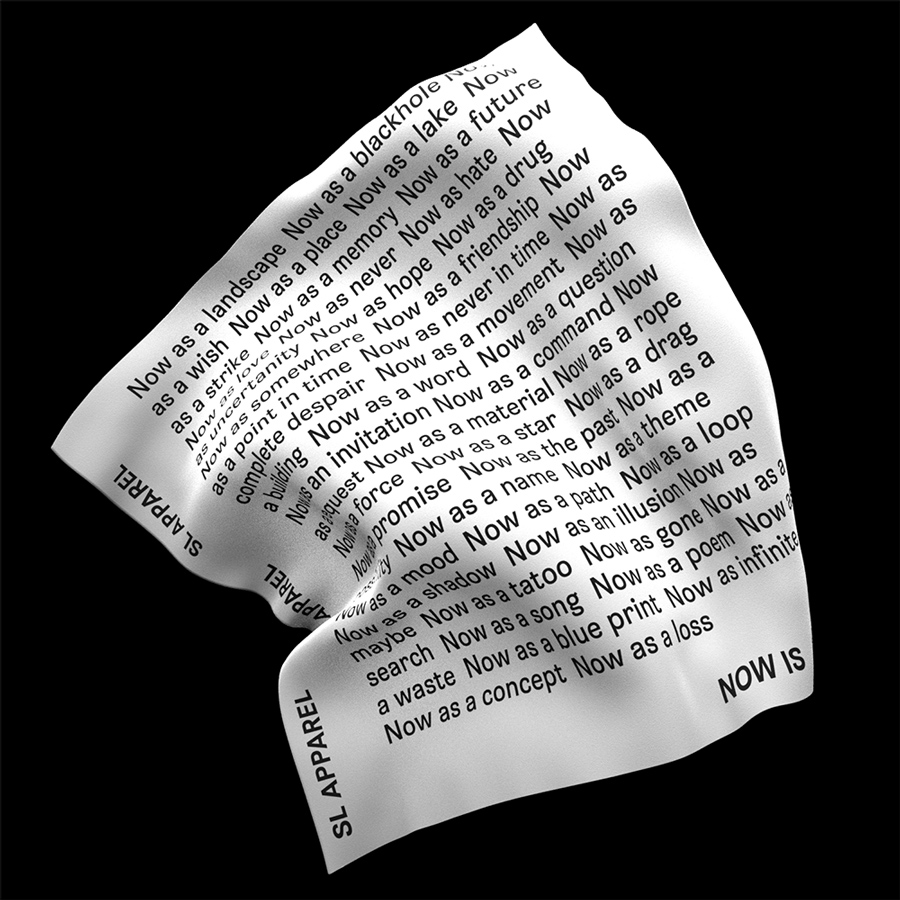 Now as a landscape Now as a blackhole Now
as a wish Now as a place Now as a lake Now
as a strike Now as a memory Now as a future
Now as love Now as never Now as hate Now
as uncertanity Now as hope Now as a drug
Now as somewhere Now as a friendship Now
as a point in time Now as never in time Now as
complete despair Now as a movement Now as
a building Now as a word Now as a question
Now as an invitation Now as a command Now
as a request Now as a material Now as a rope
Now as a force Now as a star Now as a drag
Now as a promise Now as the past Now as a
Now as a name Now as a theme
Now as a mood Now as a path Now as a loop
Now as a shadow Now as an illusion Now as
maybe Now as a tatoo Now as gone Now as a
search Now as a song Now as a poem Now as
a waste Now as a blue print Now as infinite
Now as a concept Now as a loss
NOW IS
SL APPAREL
SL APPAREL
APPAREL
SL APPAREL